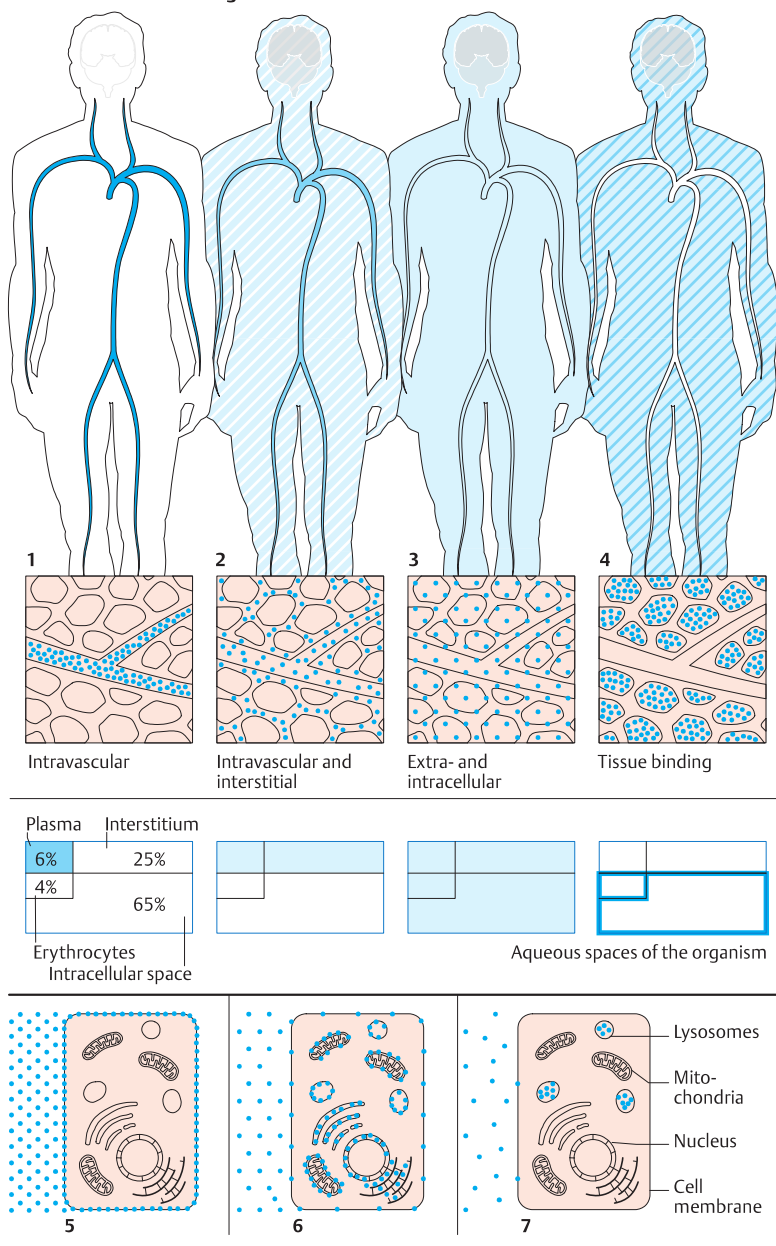 1
2
3
4
Intravascular
Intravascular and
interstitial
Extra- and
intracellular
Tissue binding
Plasma
Interstitium
6%
25%
4%
65%
Erythrocytes
Intracellular space
Aqueous spaces of the organism
Lysosomes
Mito-
chondria
Nucleus
Cell
membrane
5
6
7